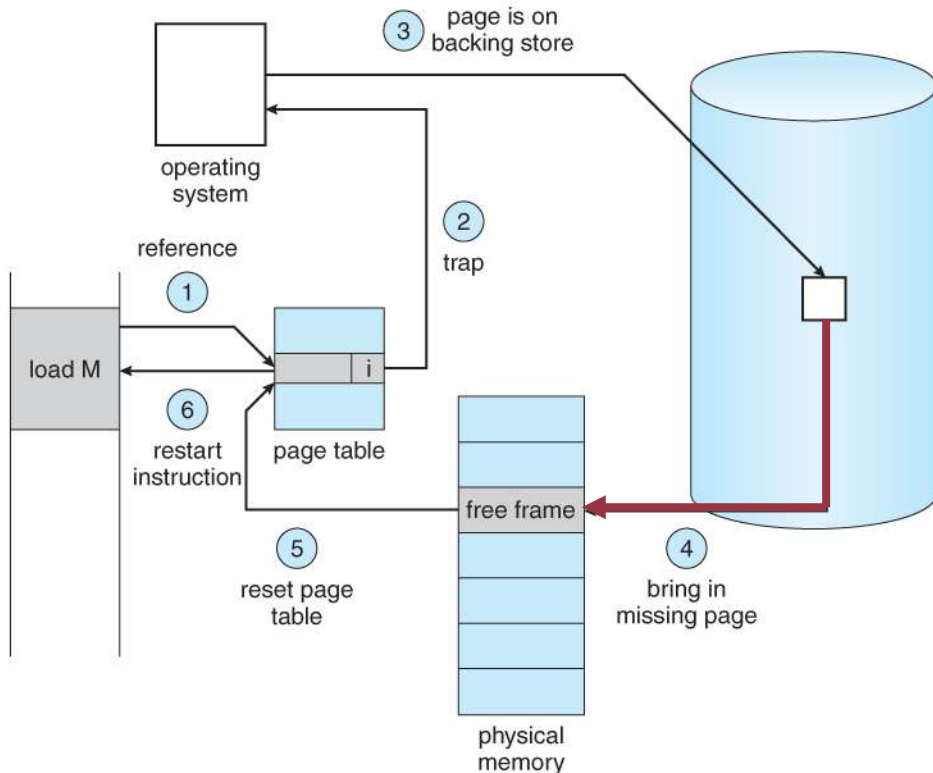 3
page is on
backing store
operating
system
2
trap
reference
1
load M
i
6
restart
instruction
page table
free frame
5
reset page
table
4
bring in
missing page
physical
memory